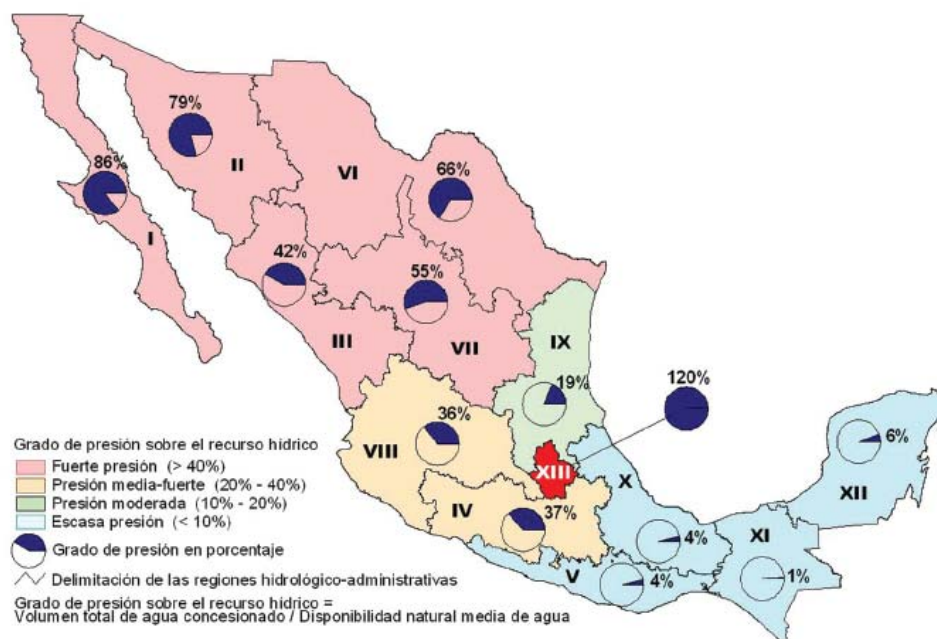 79%
86%
II
VI
66%
I
42%
55%
III
VII
IX
19%
120%
36%
VIII
XIII
6%
XII
X
IV
37%
XI
4%
V
4%
1%
Grado de presión sobre el recurso hídrico
Fuerte presión (> 40%)
Presión media-fuerte (20% - 40%)
Presión moderada (10% - 20%)
Escasa presión (< 10%)
Grado de presión en porcentaje
Delimitación de las regiones hidrológico-administrativas
Grado de presión sobre el recurso hídrico =
Volumen total de agua concesionado / Disponibilidad natural media de agua